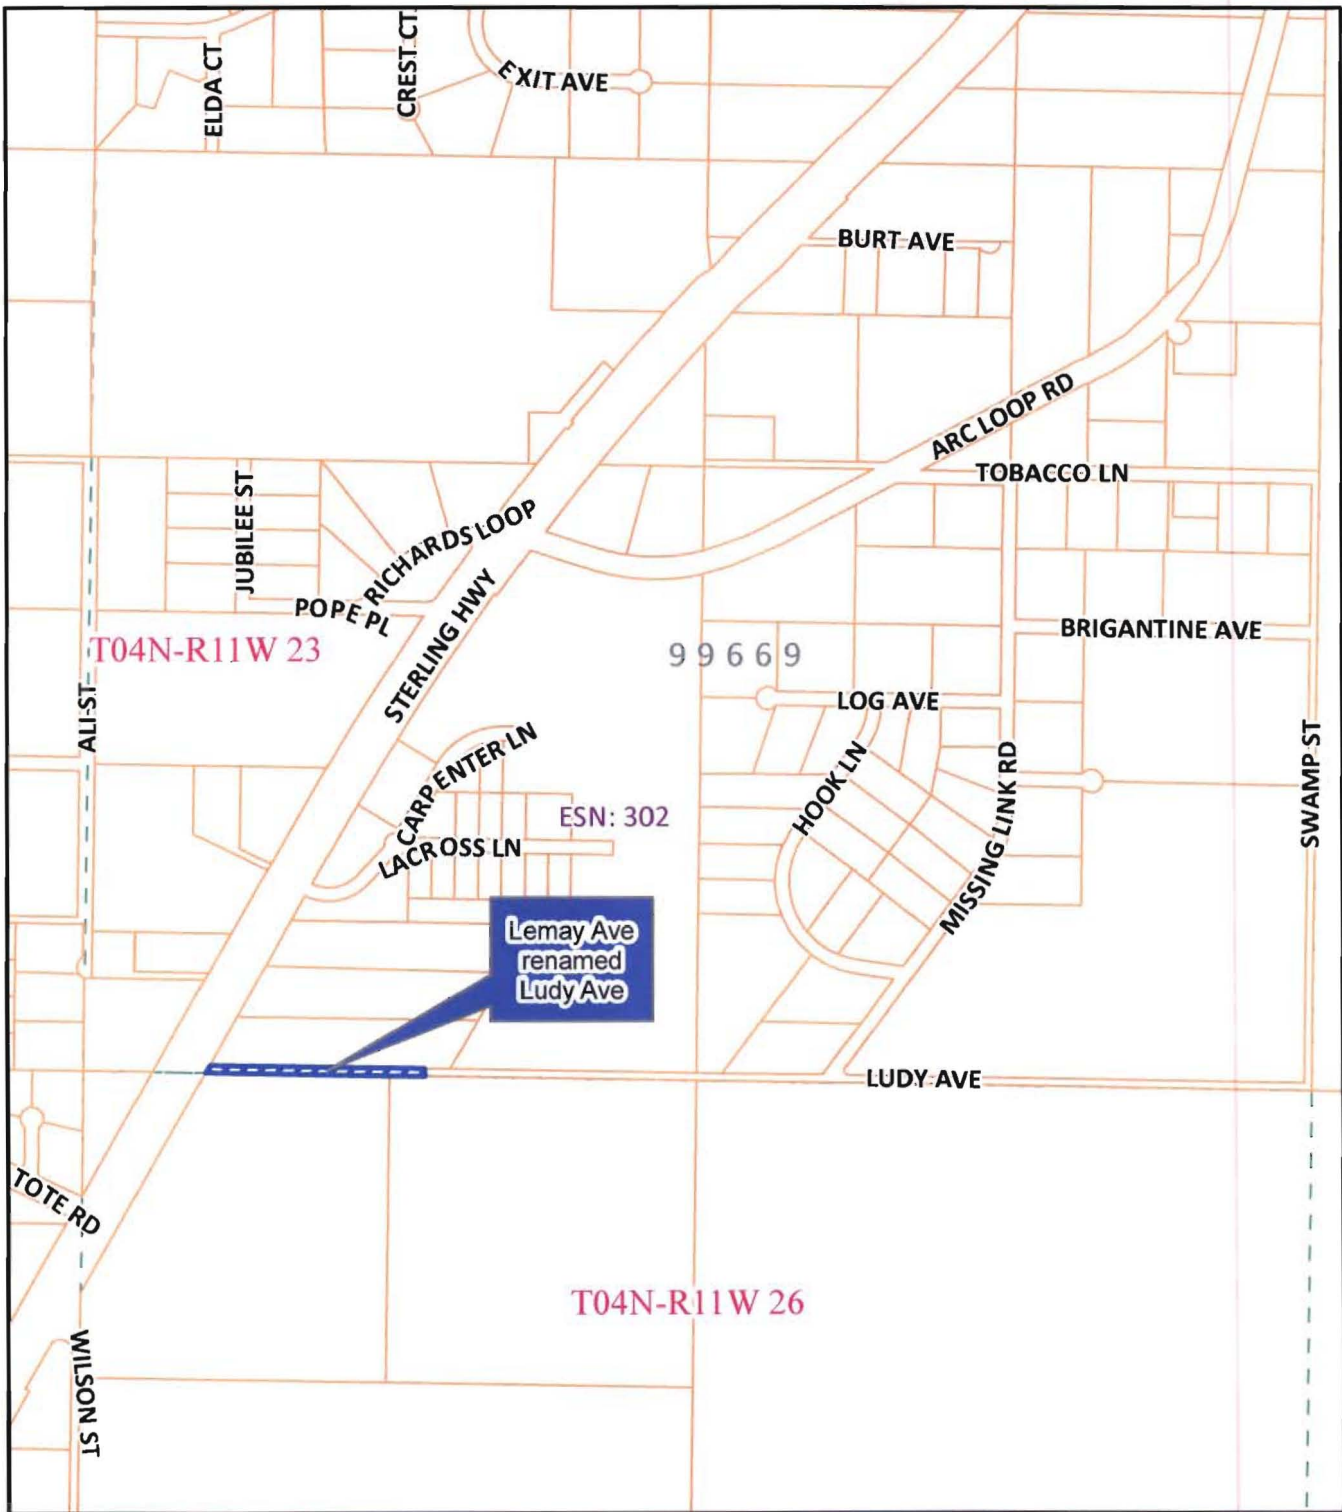 ELDA CT
CREST CT
EXIT AVE
BURT AVE
ARC LOOP RD
TOBACCO LN
JUBILEE ST
RICHARDS LOOP
POPE PL
STERLING HWY
BRIGANTINE AVE
T04N-R11W 23
99669
ALI ST
LOG AVE
HOOK LN
MISSING LINK RD
SWAMP ST
CARPENTER LN
ESN: 302
LACROSS LN
Lemay Ave
renamed
Ludy Ave
LUDY AVE
TOTE RD
T04N-R11W 26
WILSON ST